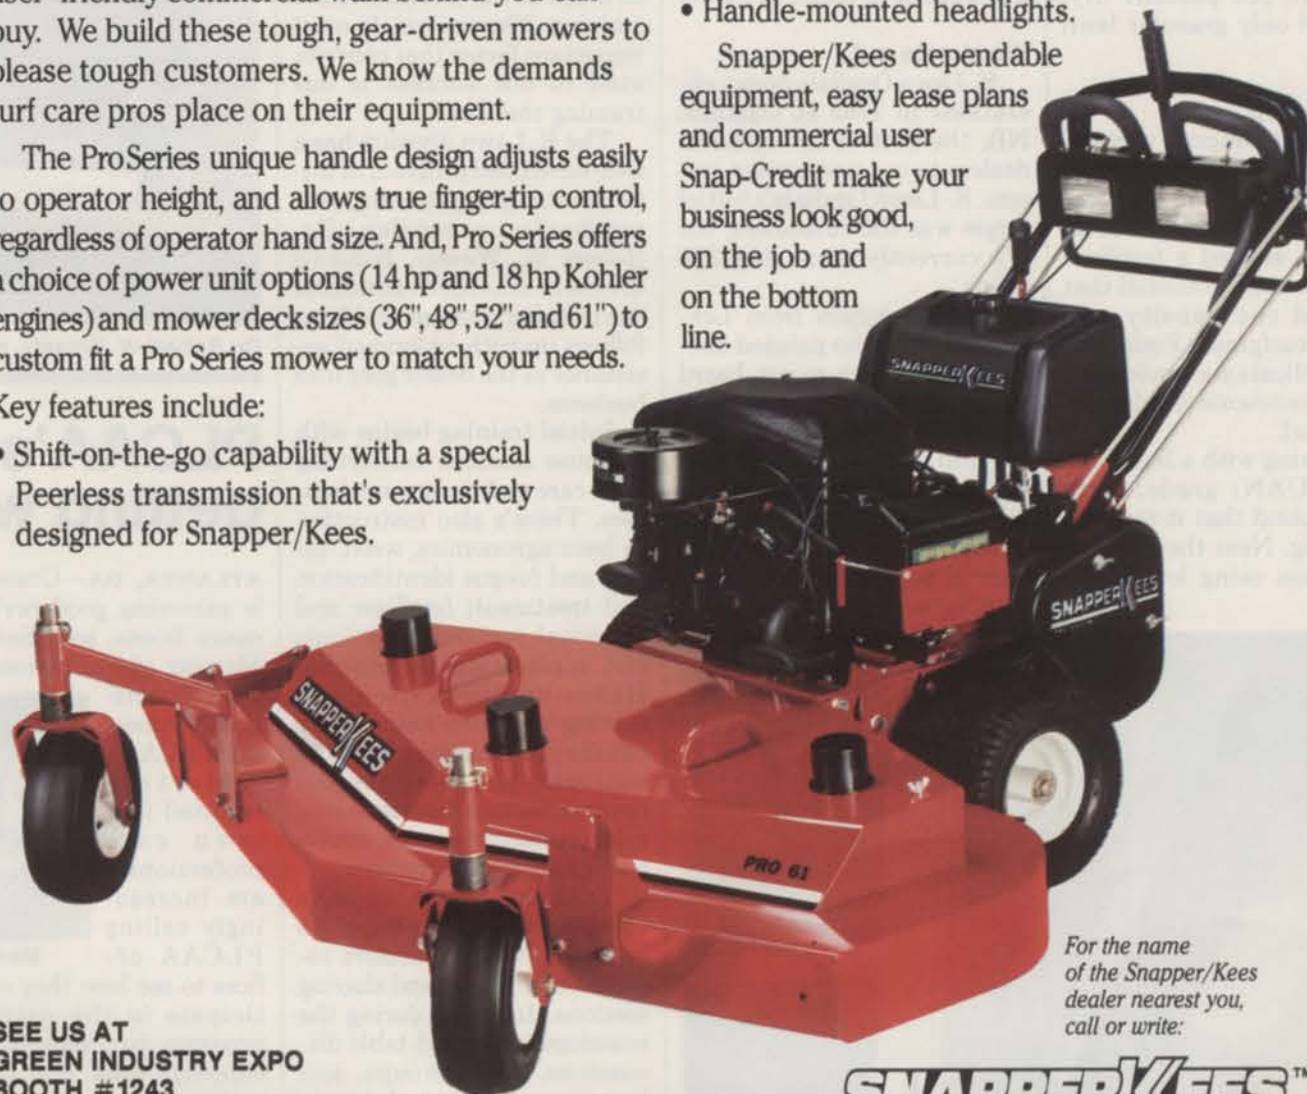 buy. We build these tough, gear-driven mowers to
please tough customers. We know the demands
turf care pros place on their equipment.
The ProSeries unique handle design adjusts easily
to operator height, and allows true finger-tip control,
regardless of operator hand size. And, Pro Series offers
a choice of power unit options (14 hp and 18 hp Kohler
engines) and mower deck sizes (36", 48", 52" and 61") to
custom fit a Pro Series mower to match your needs.
Key features include:
• Shift-on-the-go capability with a special
Peerless transmission that's exclusively
designed for Snapper/Kees.
• Handle-mounted headlights.
Snapper/Kees dependable
equipment, easy lease plans
and commercial user
Snap-Credit make your
business look good,
on the job and
on the bottom
line.
SNAPPER KEES
SNAPPER KEES
SNAPPER KEES
PRO 61
For the name
of the Snapper/Kees
dealer nearest you,
call or write:
SEE US AT
GREEN INDUSTRY EXPO
BOOTH #1243
SNAPPER KEES™